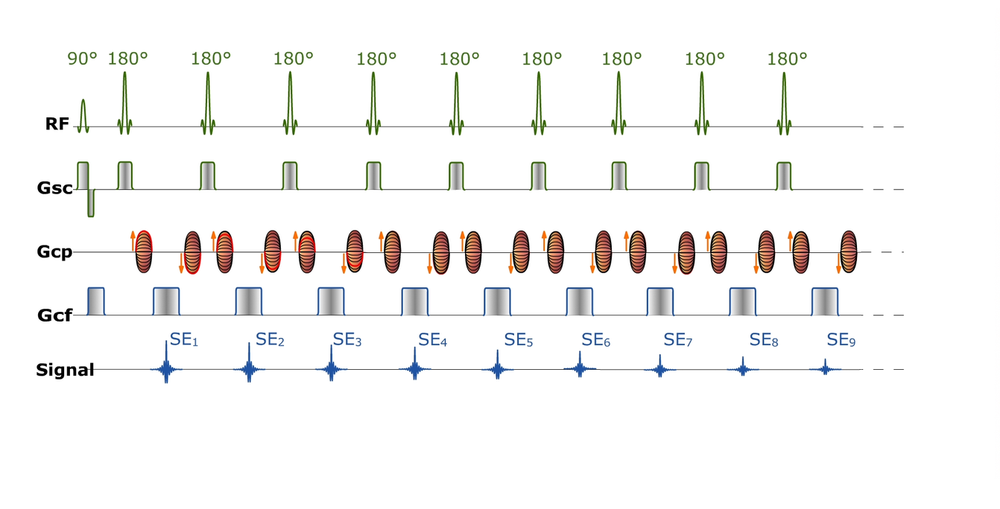 90° 180° 180° 180° 180° 180° 180° 180° 180° 180°
RF
Gsc
Gcp
Gcf
SE₁ SE₂ SE₃ SE₄ SE₅ SE₆ SE₇ SE₈ SE₉
Signal